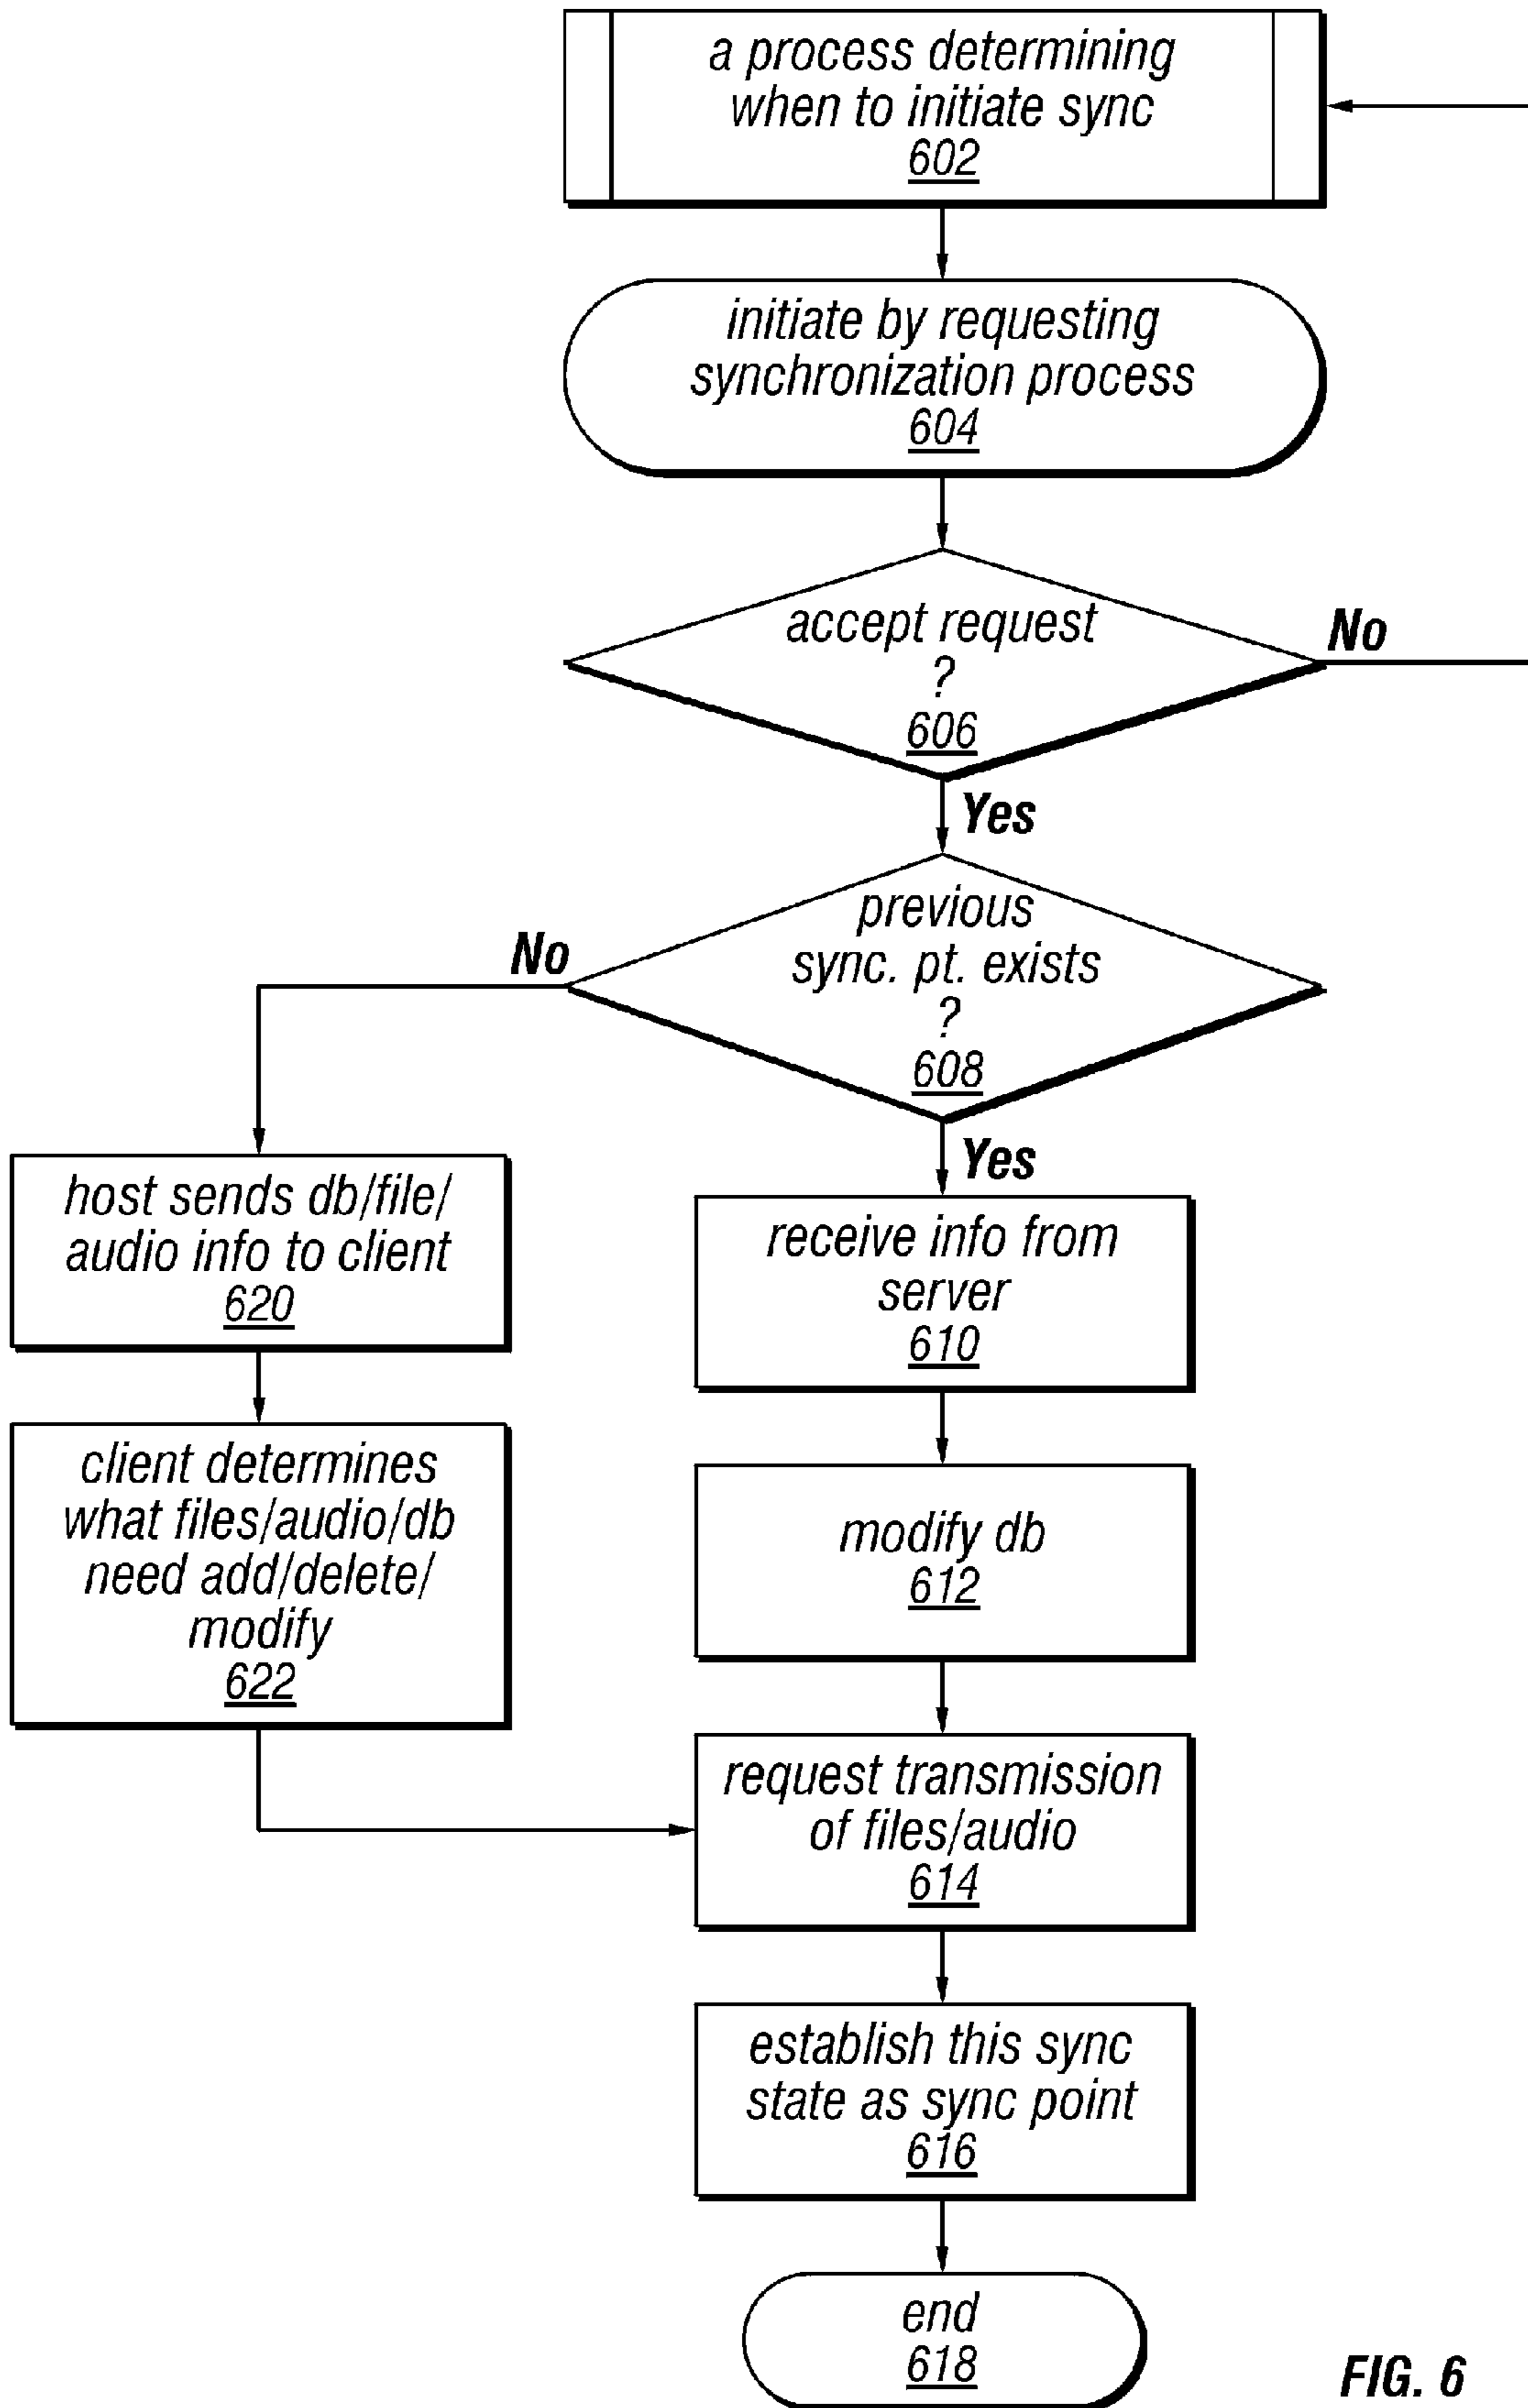 a process determining
when to initiate sync
602
initiate by requesting
synchronization process
604
accept request
?
606
No
Yes
previous
sync. pt. exists
?
608
No
Yes
host sends db/file/
audio info to client
620
client determines
what files/audio/db
need add/delete/
modify
622
receive info from
server
610
modify db
612
request transmission
of files/audio
614
establish this sync
state as sync point
616
end
618
FIG. 6